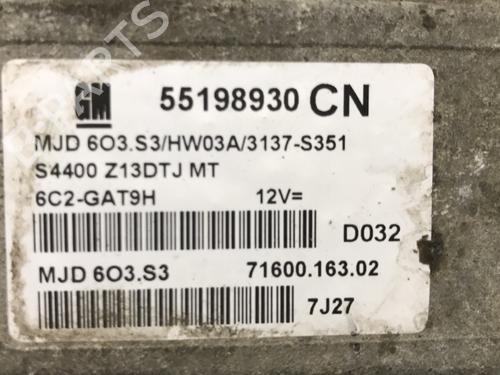 B-PARTS
GM 55198930 CN
MJD 6O3.S3/HW03A/3137-S351
S4400 Z13DTJ MT
6C2-GAT9H 12V=
D032
MJD 6O3.S3 71600.163.02
7J27